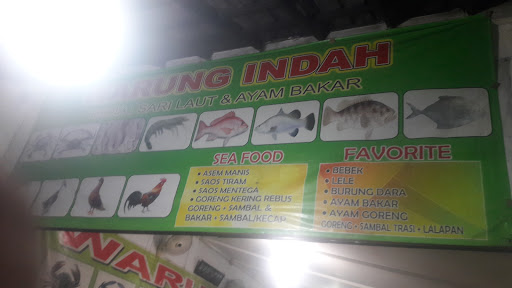 RUNG INDAH
SARI LAUT & AYAM BAKAR
SEA FOOD
• ASEM MANIS
• SAOS TIRAM
• SAOS MENTEGA
• GORENG KERING REBUS
GORENG • SAMBAL &
BAKAR • SAMBAL/KECAP
FAVORITE
• BEBEK
• LELE
• BURUNG DARA
• AYAM BAKAR
• AYAM GORENG
GORENG • SAMBAL TRASI • LALAPAN
WARU